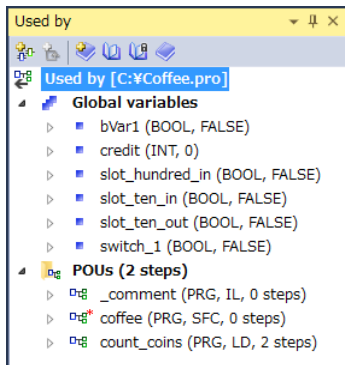 Used by
Used by [C:¥Coffee.pro]
Global variables
bVar1 (BOOL, FALSE)
credit (INT, 0)
slot_hundred_in (BOOL, FALSE)
slot_ten_in (BOOL, FALSE)
slot_ten_out (BOOL, FALSE)
switch_1 (BOOL, FALSE)
POUs (2 steps)
_comment (PRG, IL, 0 steps)
coffee (PRG, SFC, 0 steps)
count_coins (PRG, LD, 2 steps)